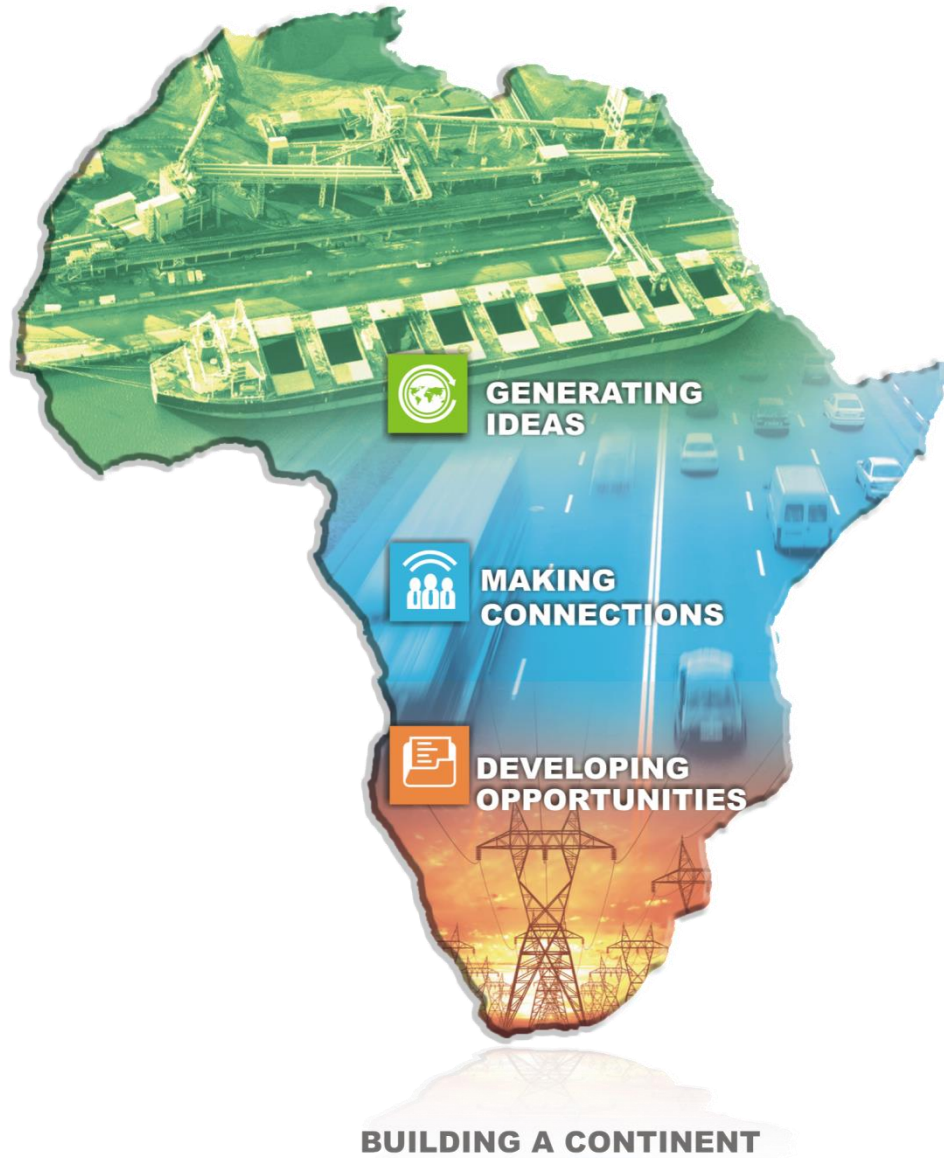 GENERATING
IDEAS
MAKING
CONNECTIONS
DEVELOPING
OPPORTUNITIES
BUILDING A CONTINENT